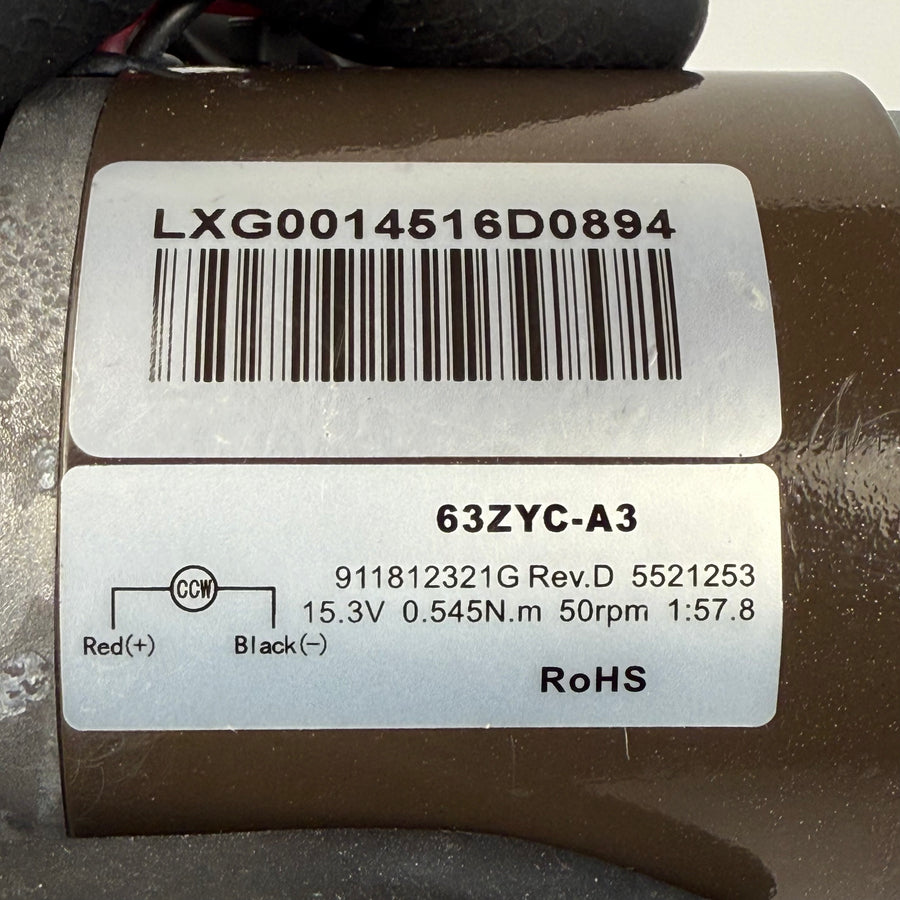 LXG0014516D0894
63ZYC-A3
911812321G Rev.D 5521253
15.3V 0.545N.m 50rpm 1:57.8
CCW
Red(+) Black(-)
RoHS